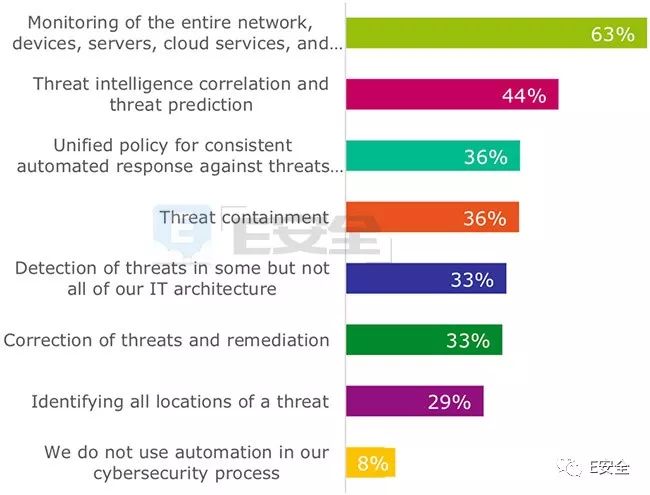 Monitoring of the entire network,
devices, servers, cloud services, and...
63%
Threat intelligence correlation and
threat prediction
44%
Unified policy for consistent
automated response against threats...
36%
Threat containment
36%
E安全
Detection of threats in some but not
all of our IT architecture
33%
Correction of threats and remediation
33%
Identifying all locations of a threat
29%
We do not use automation in our
cybersecurity process
8%
E安全